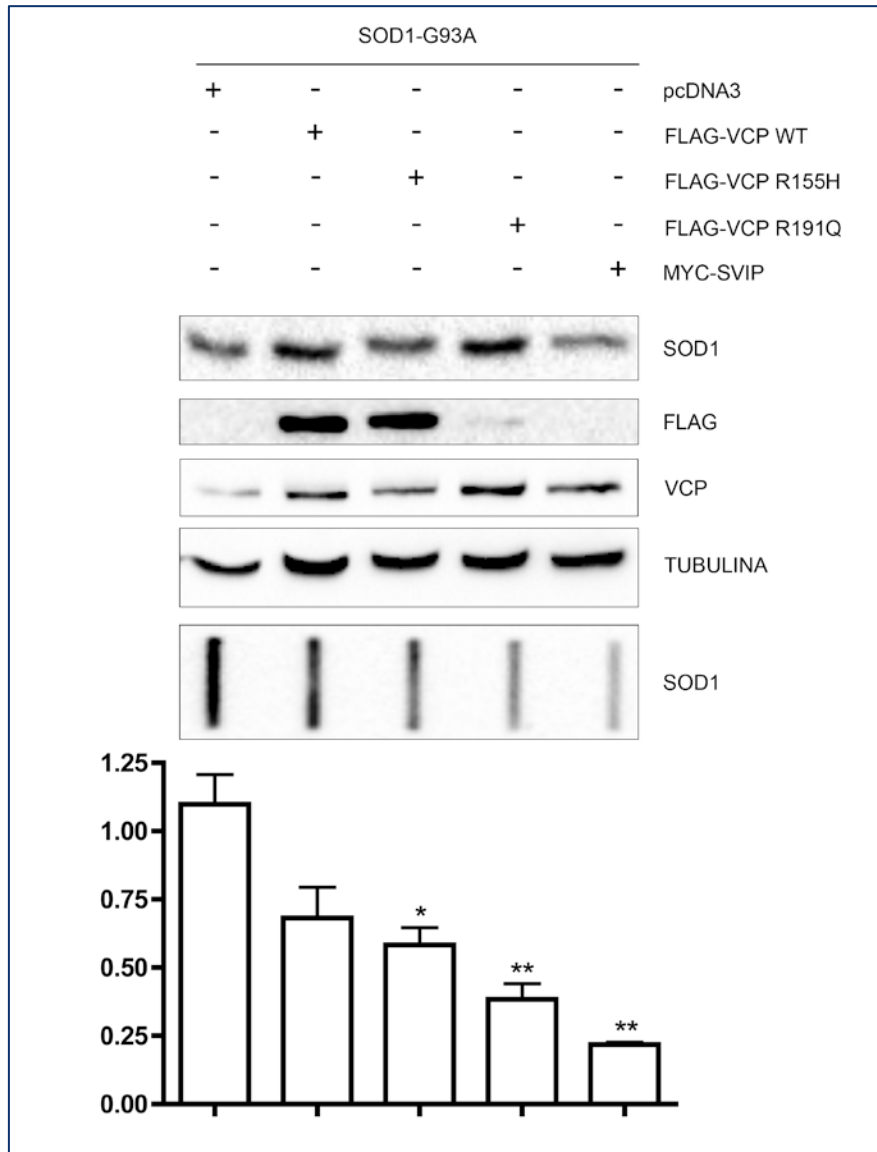 SOD1-G93A
+ - - - - pcDNA3
- + - - - FLAG-VCP WT
- - + - - FLAG-VCP R155H
- - - + - FLAG-VCP R191Q
- - - - + MYC-SVIP
SOD1
FLAG
VCP
TUBULINA
SOD1
1.25
1.00
0.75
*
0.50
**
0.25
**
0.00